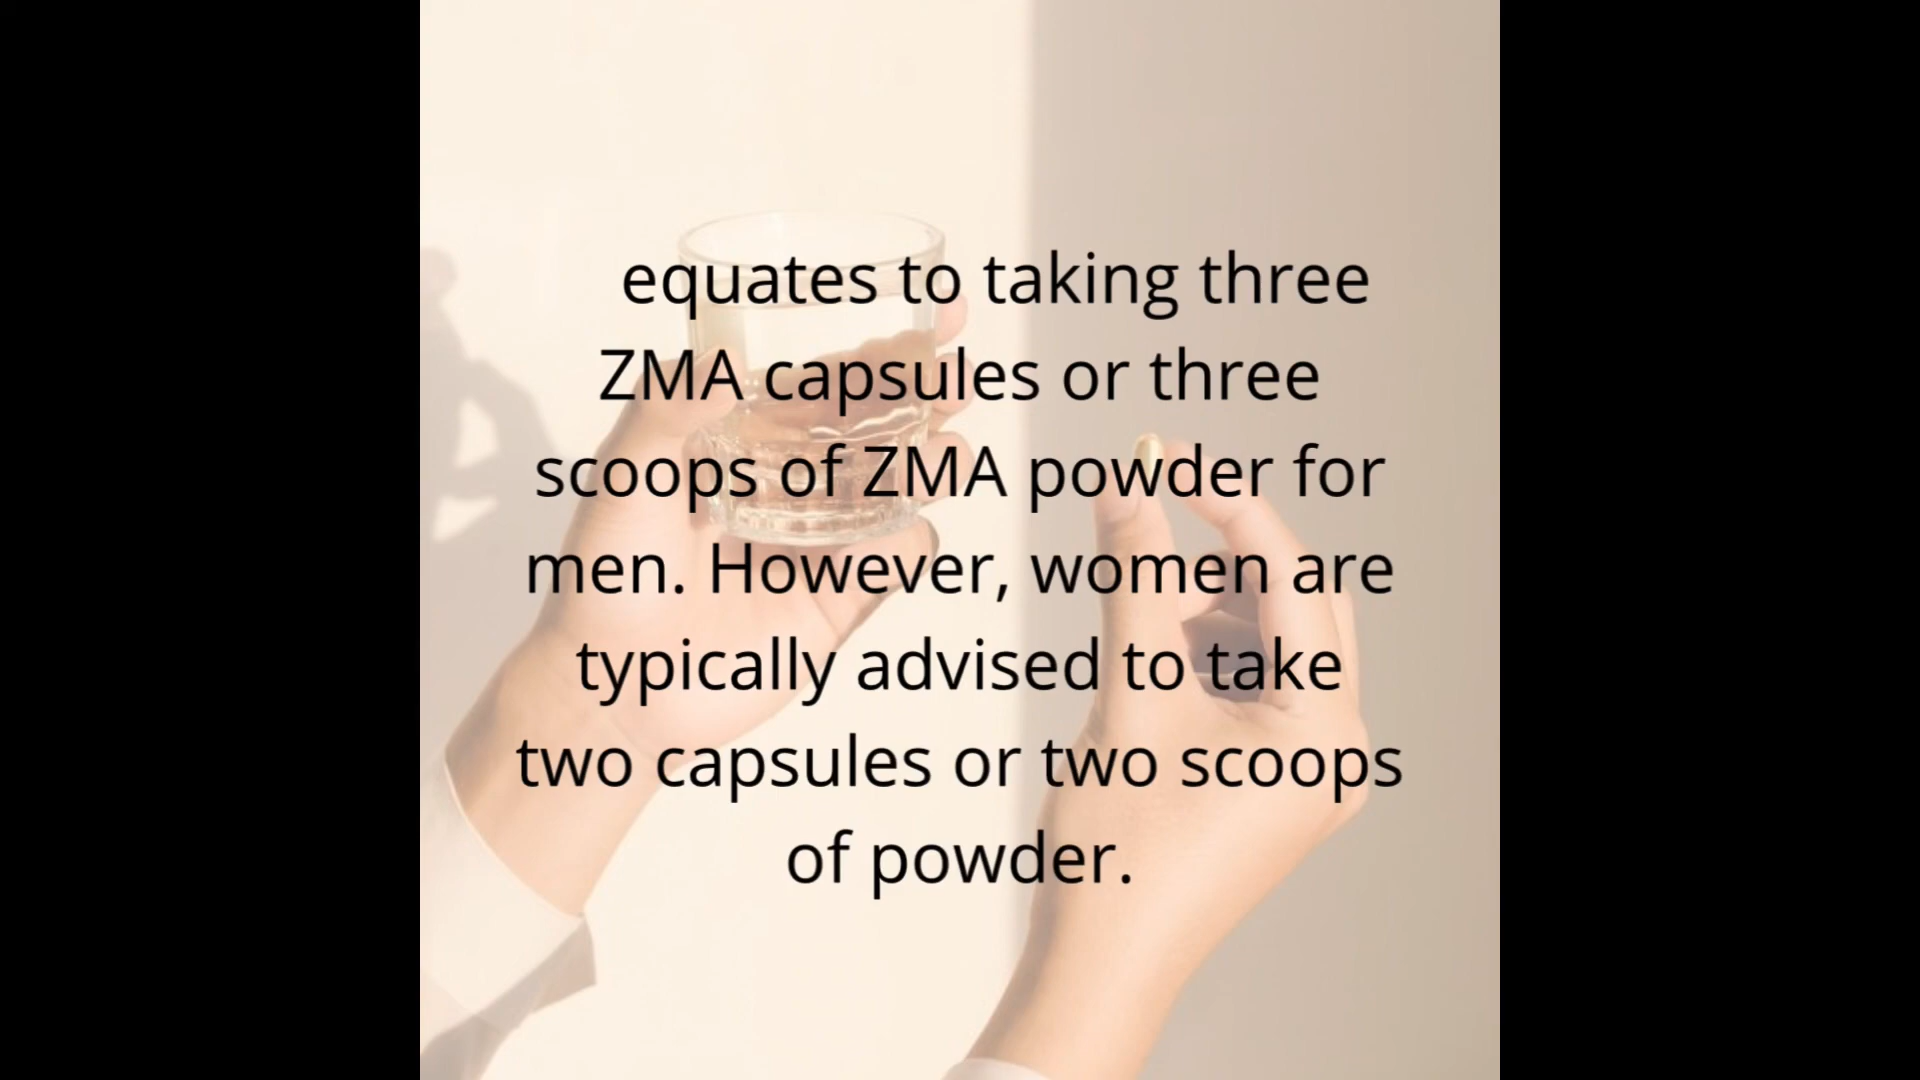 equates to taking three
ZMA capsules or three
scoops of ZMA powder for
men. However, women are
typically advised to take
two capsules or two scoops
of powder.